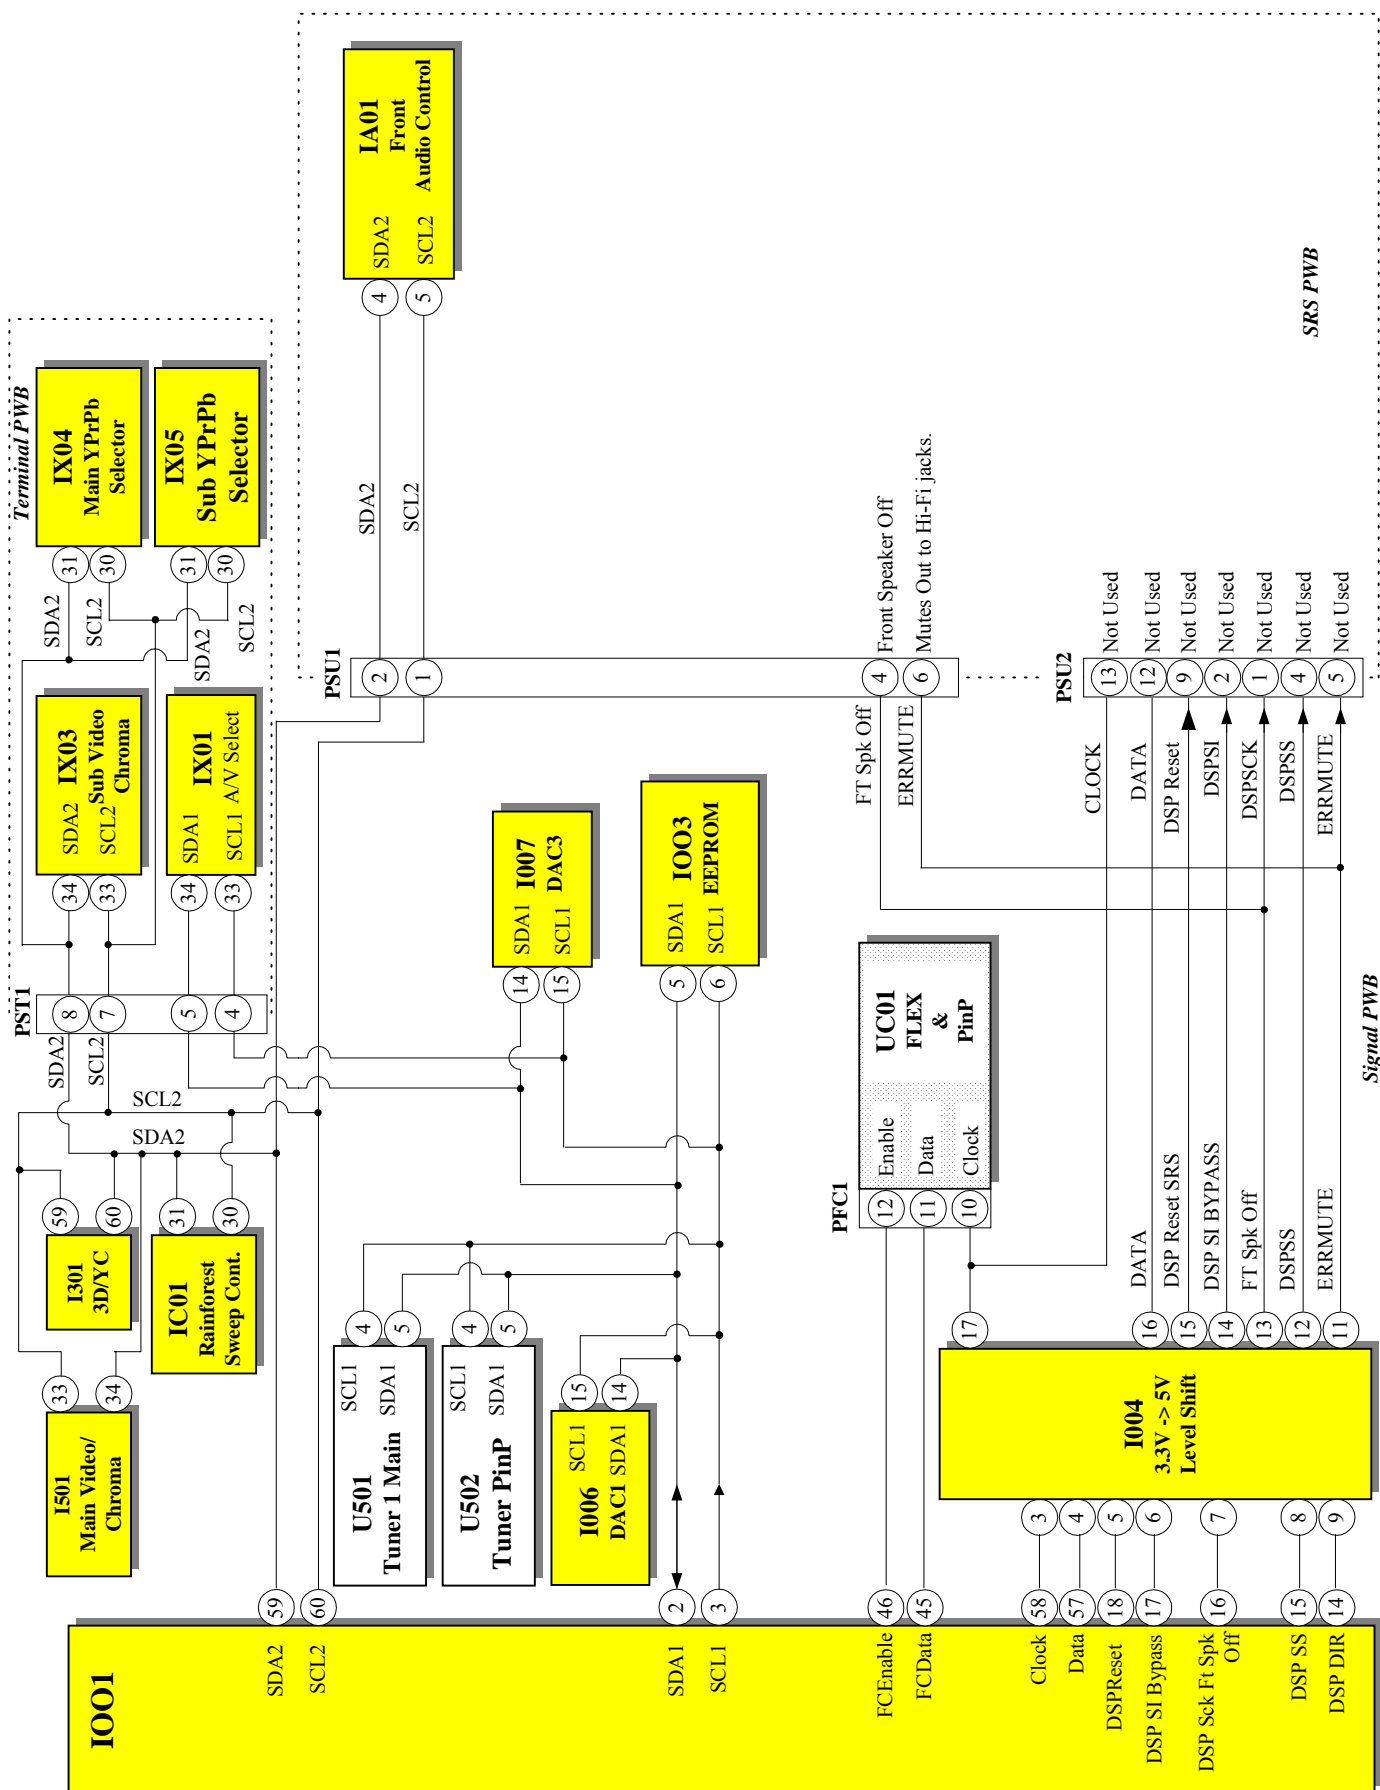 IOO1
SDA2
SCL2
SDA1
SCL1
FCEnable
FCData
Clock
Data
DSPReset
DSP SI Bypass
DSP Sck Ft Spk
Off
DSP SS
DSP DIR
59
60
2
3
46
45
58
57
18
17
16
15
14
I501
Main Video/
Chroma
33
34
I301
3D/YC
59
60
IC01
Rainforest
Sweep Cont.
31
30
SCL2
SDA2
SDA2
SCL2
U501
Tuner 1 Main
SCL1
SDA1
4
5
U502
Tuner PinP
SCL1
SDA1
4
5
I006
DAC1
SCL1
SDA1
15
14
I007
DAC3
SDA1
SCL1
14
15
IOO3
EEPROM
SDA1
SCL1
5
6
PST1
8
7
5
4
IX03
Sub Video
Chroma
SDA2
SCL2
34
33
IX01
A/V Select
SDA1
SCL1
34
33
Terminal PWB
IX04
Main YPrPb
Selector
31
30
SDA2
SCL2
IX05
Sub YPrPb
Selector
31
30
SDA2
SCL2
IA01
Front
Audio Control
SDA2
SCL2
4
5
SDA2
SCL2
PSU1
2
1
4
6
FT Spk Off
ERRMUTE
Front Speaker Off
Mutes Out to Hi-Fi jacks.
PFC1
12
11
10
UC01
FLEX
&
PinP
Enable
Data
Clock
I004
3.3V -> 5V
Level Shift
3
4
5
6
7
8
9
17
16
15
14
13
12
11
DATA
DSP Reset SRS
DSP SI BYPASS
FT Spk Off
DSPSS
ERRMUTE
CLOCK
DATA
DSP Reset
DSPSI
DSPSCK
DSPSS
ERRMUTE
PSU2
13
12
9
2
1
4
5
Not Used
Not Used
Not Used
Not Used
Not Used
Not Used
Not Used
Signal PWB
SRS PWB